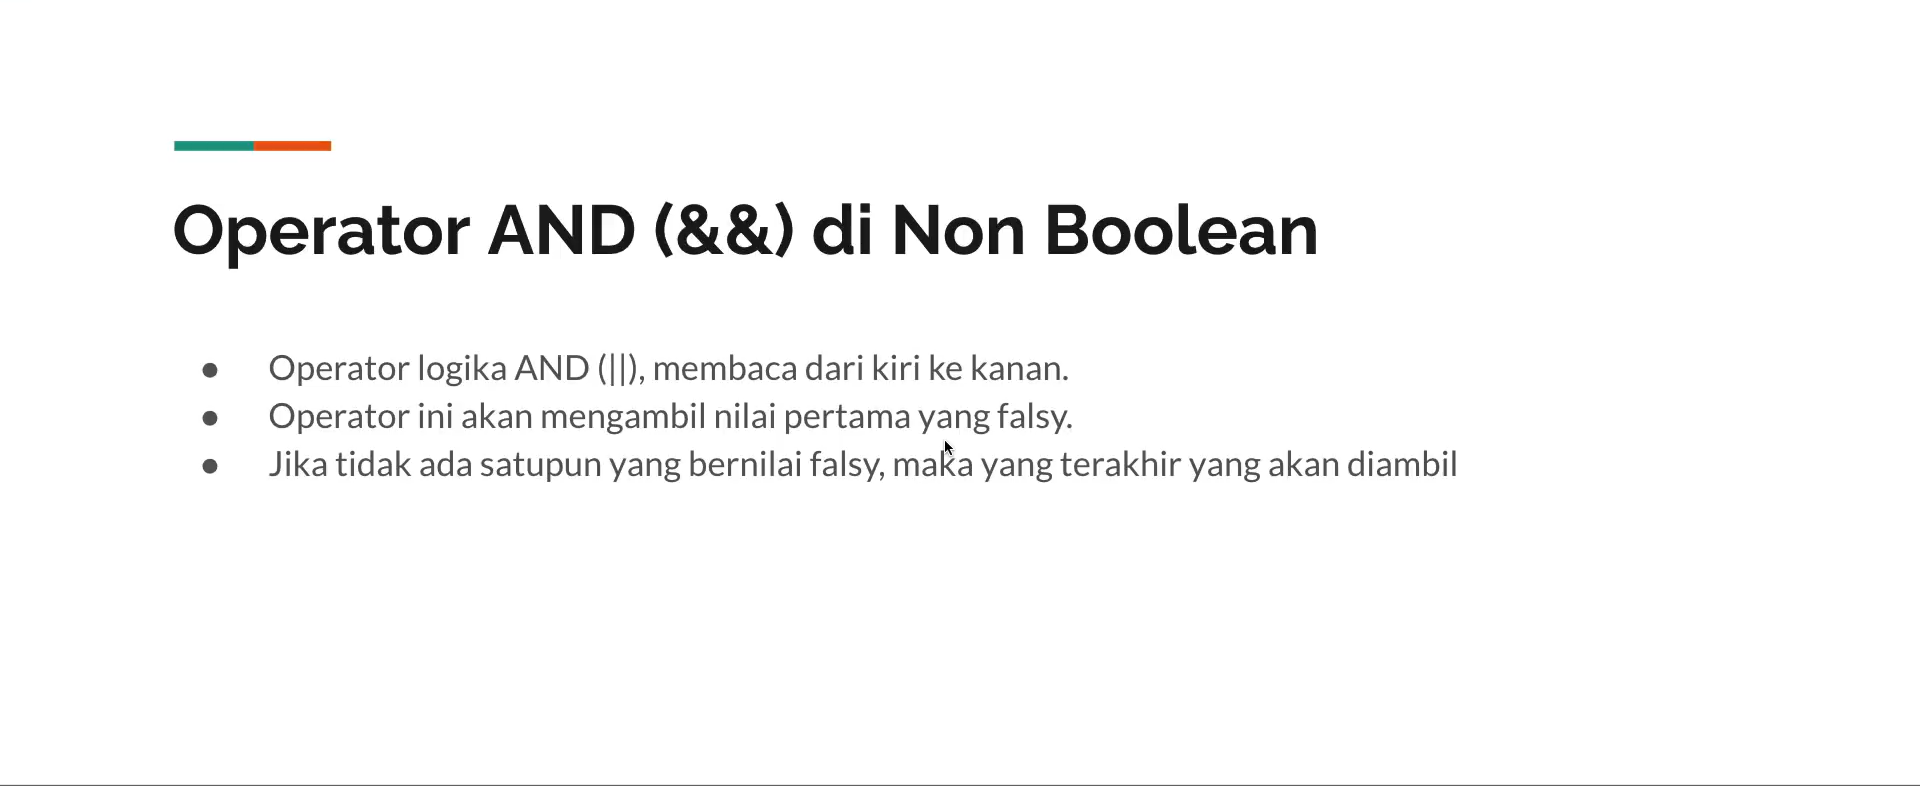 Operator AND (&&) di Non Boolean
● Operator logika AND (||), membaca dari kiri ke kanan.
● Operator ini akan mengambil nilai pertama yang falsy.
● Jika tidak ada satupun yang bernilai falsy, maka yang terakhir yang akan diambil